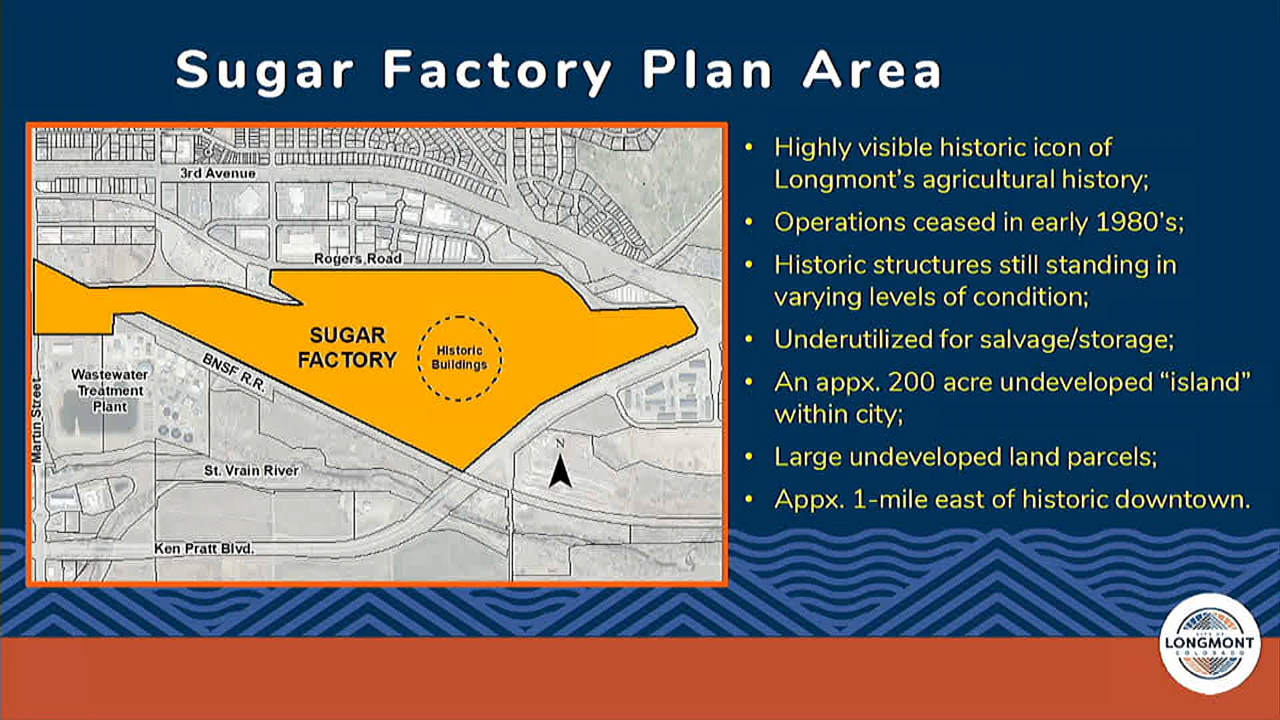 Sugar Factory Plan Area
3rd Avenue
Rogers Road
SUGAR
FACTORY
Historic
Buildings
BNSF R.R.
Wastewater
Treatment
Plant
Martin Street
N
St. Vrain River
Ken Pratt Blvd.
• Highly visible historic icon of
Longmont's agricultural history;
• Operations ceased in early 1980's;
• Historic structures still standing in
varying levels of condition;
• Underutilized for salvage/storage;
• An appx. 200 acre undeveloped “island”
within city;
• Large undeveloped land parcels;
• Appx. 1-mile east of historic downtown.
CITY OF
LONGMONT
COLORADO